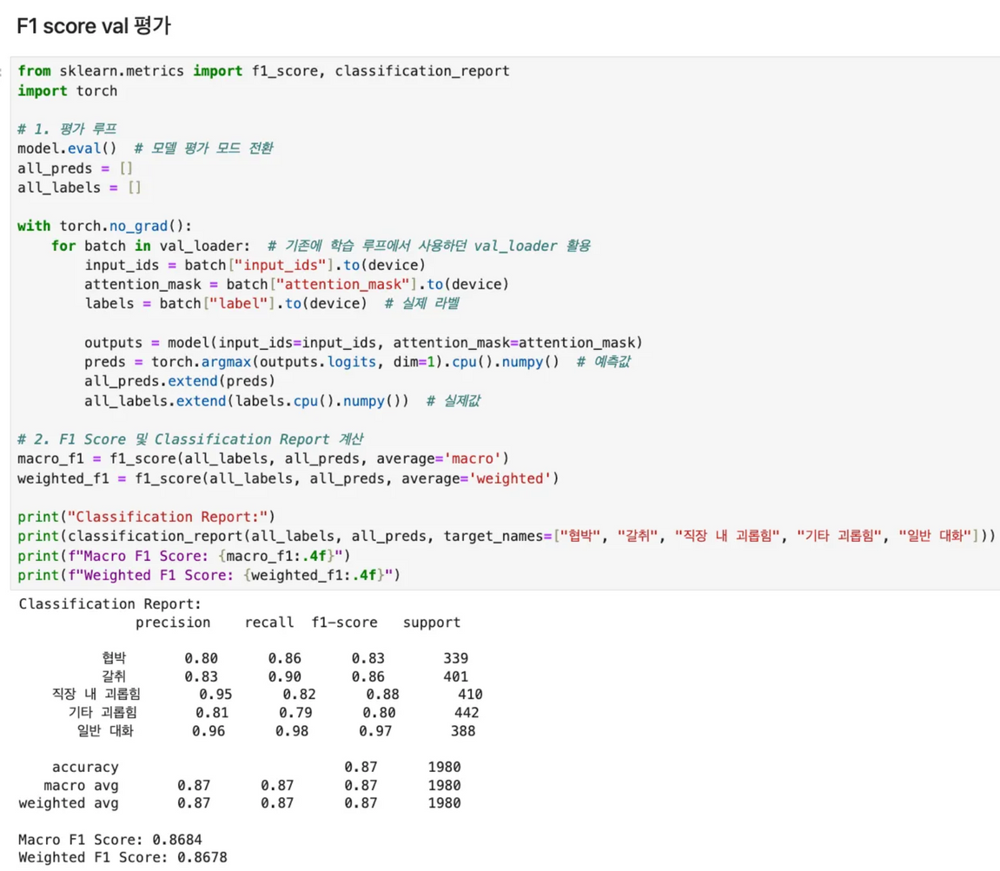 F1 score val 평가
from sklearn.metrics import f1_score, classification_report
import torch
# 1. 평가 루프
model.eval()  # 모델 평가 모드 전환
all_preds = []
all_labels = []
with torch.no_grad():
    for batch in val_loader:  # 기존에 학습 루프에서 사용하던 val_loader 활용
        input_ids = batch["input_ids"].to(device)
        attention_mask = batch["attention_mask"].to(device)
        labels = batch["label"].to(device)  # 실제 라벨
        outputs = model(input_ids=input_ids, attention_mask=attention_mask)
        preds = torch.argmax(outputs.logits, dim=1).cpu().numpy()  # 예측값
        all_preds.extend(preds)
        all_labels.extend(labels.cpu().numpy())  # 실제값
# 2. F1 Score 및 Classification Report 계산
macro_f1 = f1_score(all_labels, all_preds, average='macro')
weighted_f1 = f1_score(all_labels, all_preds, average='weighted')
print("Classification Report:")
print(classification_report(all_labels, all_preds, target_names=["협박", "갈취", "직장 내 괴롭힘", "기타 괴롭힘", "일반 대화"]))
print(f"Macro F1 Score: {macro_f1:.4f}")
print(f"Weighted F1 Score: {weighted_f1:.4f}")
Classification Report:
precision recall f1-score support
협박 0.80 0.86 0.83 339
갈취 0.83 0.90 0.86 401
직장 내 괴롭힘 0.95 0.82 0.88 410
기타 괴롭힘 0.81 0.79 0.80 442
일반 대화 0.96 0.98 0.97 388
accuracy 0.87 1980
macro avg 0.87 0.87 0.87 1980
weighted avg 0.87 0.87 0.87 1980
Macro F1 Score: 0.8684
Weighted F1 Score: 0.8678